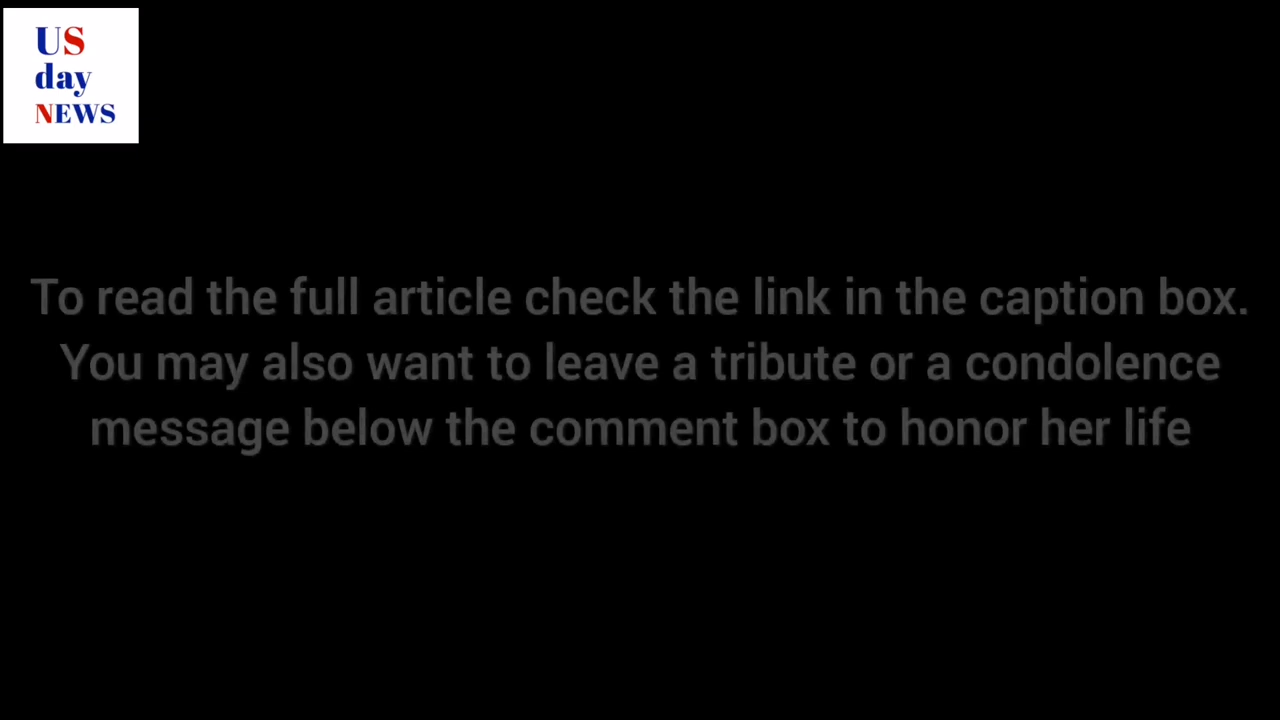 US
day
NEWS
To read the full article check the link in the caption box.
You may also want to leave a tribute or a condolence
message below the comment box to honor her life